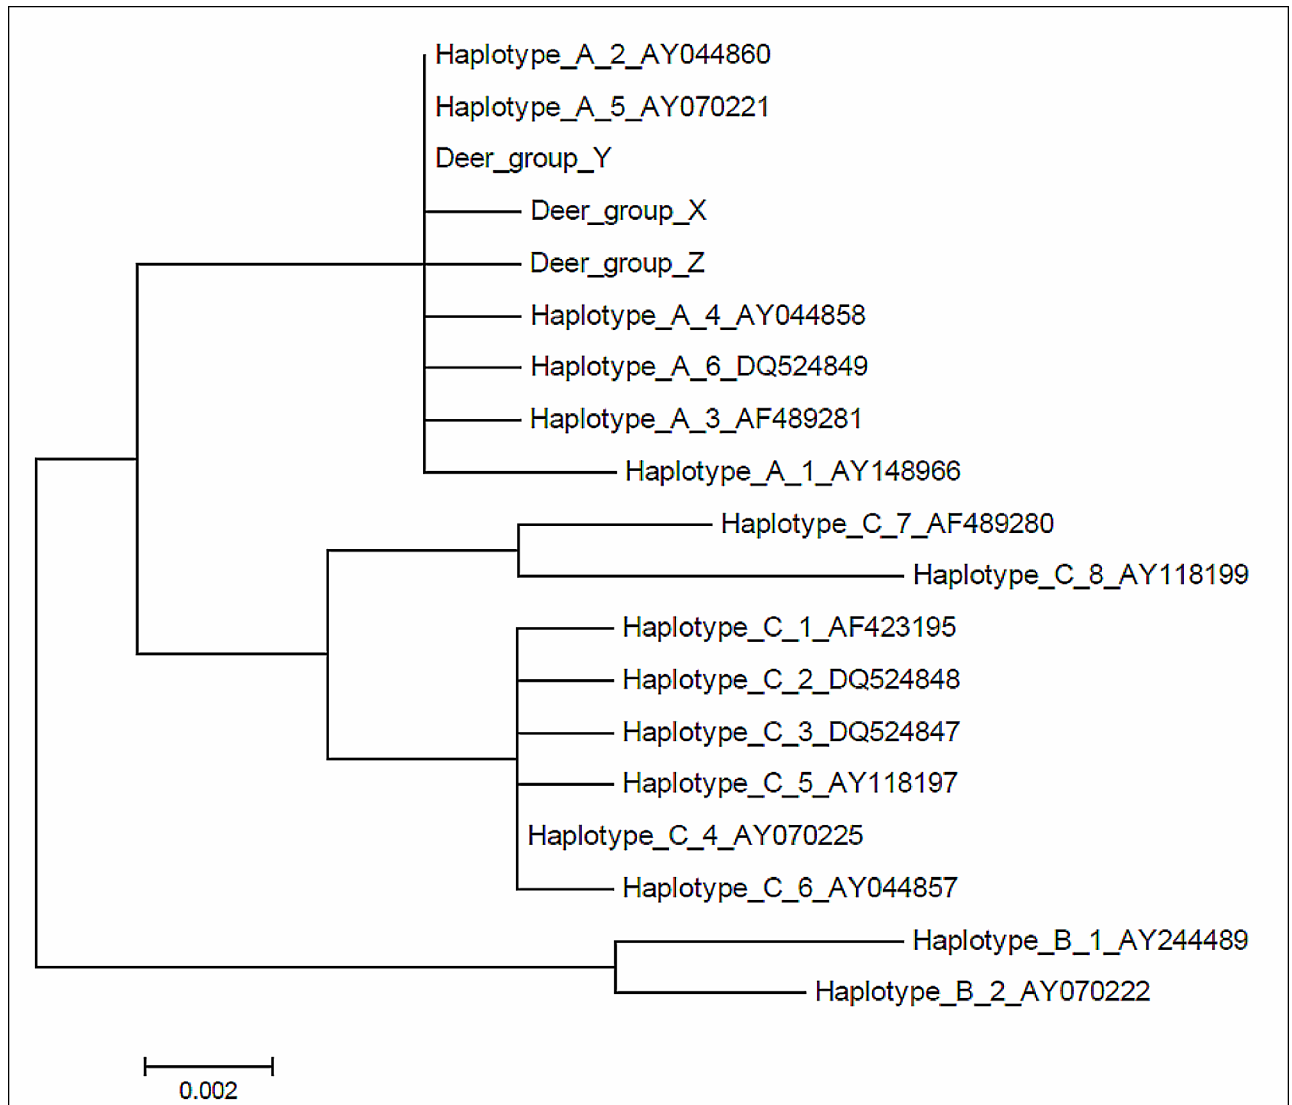 Haplotype_A_2_AY044860
Haplotype_A_5_AY070221
Deer_group_Y
Deer_group_X
Deer_group_Z
Haplotype_A_4_AY044858
Haplotype_A_6_DQ524849
Haplotype_A_3_AF489281
Haplotype_A_1_AY148966
Haplotype_C_7_AF489280
Haplotype_C_8_AY118199
Haplotype_C_1_AF423195
Haplotype_C_2_DQ524848
Haplotype_C_3_DQ524847
Haplotype_C_5_AY118197
Haplotype_C_4_AY070225
Haplotype_C_6_AY044857
Haplotype_B_1_AY244489
Haplotype_B_2_AY070222
0.002